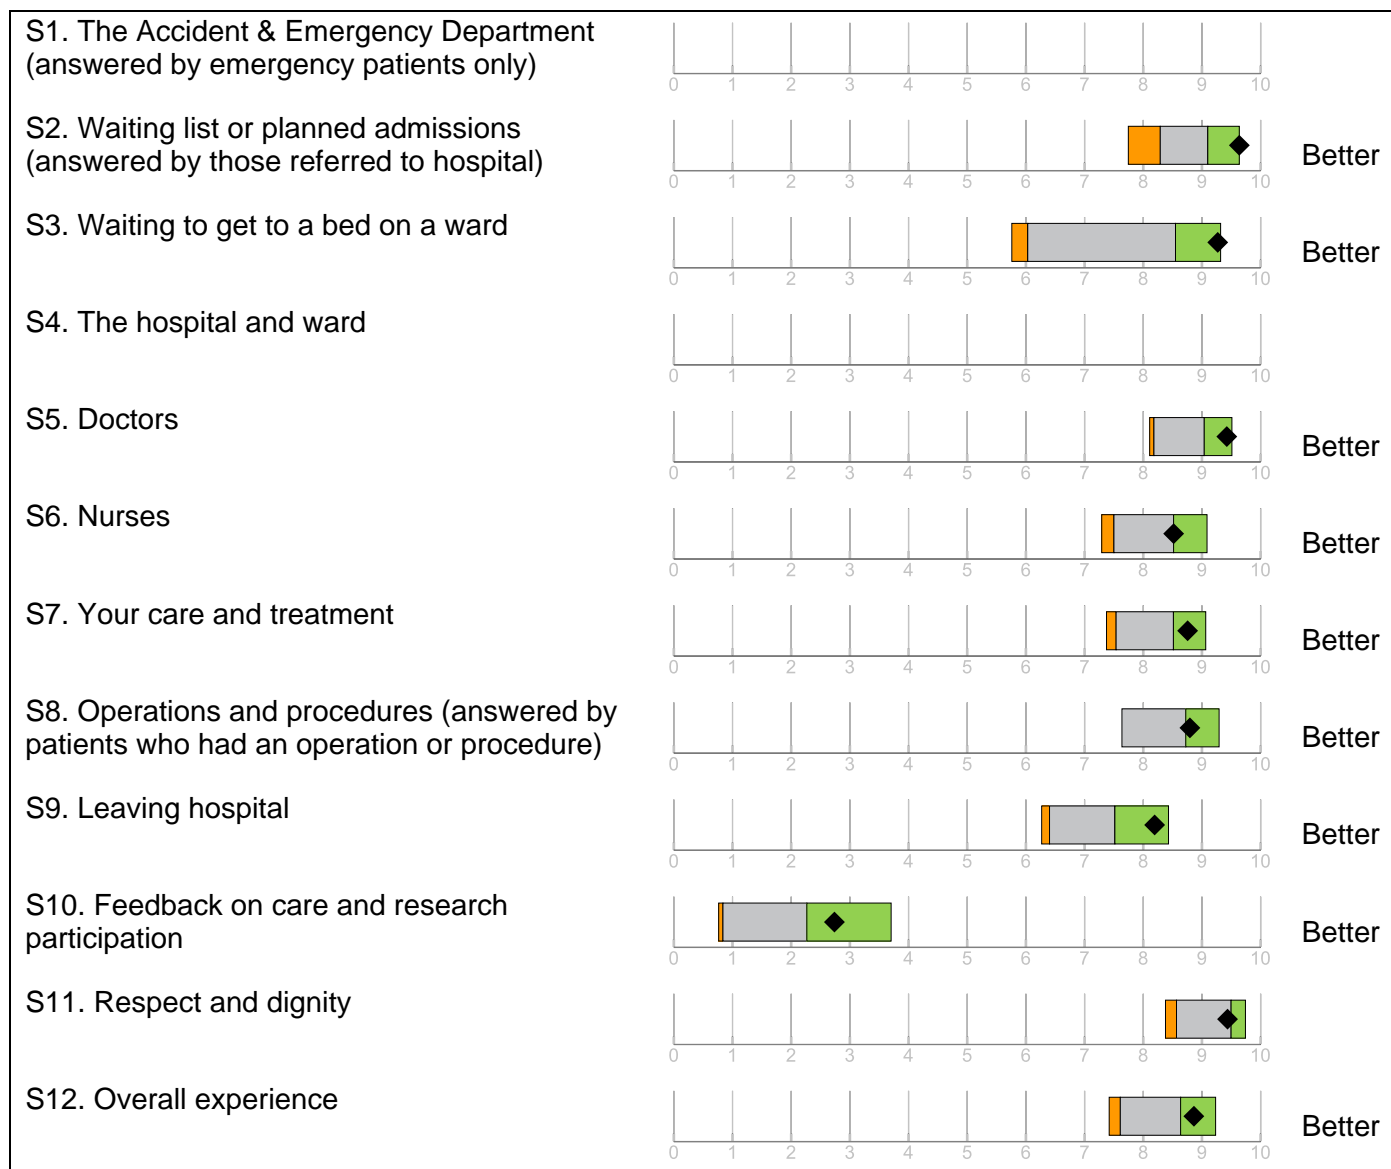 S1. The Accident & Emergency Department
(answered by emergency patients only)
0 1 2 3 4 5 6 7 8 9 10
S2. Waiting list or planned admissions
(answered by those referred to hospital)
Better
0 1 2 3 4 5 6 7 8 9 10
S3. Waiting to get to a bed on a ward
Better
0 1 2 3 4 5 6 7 8 9 10
S4. The hospital and ward
0 1 2 3 4 5 6 7 8 9 10
S5. Doctors
Better
0 1 2 3 4 5 6 7 8 9 10
S6. Nurses
Better
0 1 2 3 4 5 6 7 8 9 10
S7. Your care and treatment
Better
0 1 2 3 4 5 6 7 8 9 10
S8. Operations and procedures (answered by
patients who had an operation or procedure)
Better
0 1 2 3 4 5 6 7 8 9 10
S9. Leaving hospital
Better
0 1 2 3 4 5 6 7 8 9 10
S10. Feedback on care and research
participation
Better
0 1 2 3 4 5 6 7 8 9 10
S11. Respect and dignity
0 1 2 3 4 5 6 7 8 9 10
S12. Overall experience
Better
0 1 2 3 4 5 6 7 8 9 10